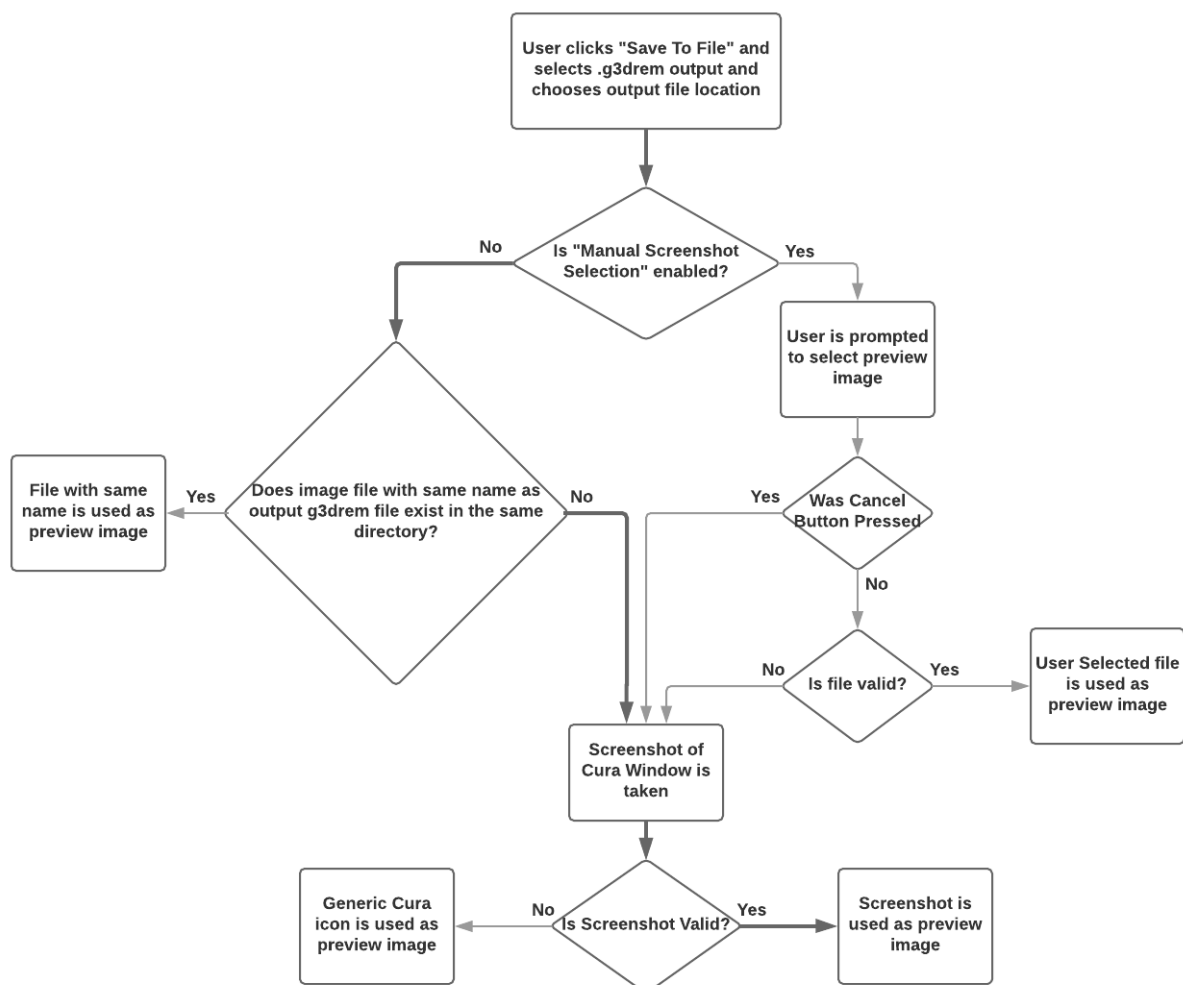 User clicks "Save To File" and
selects .g3drem output and
chooses output file location
No
Is "Manual Screenshot
Selection" enabled?
Yes
User is prompted
to select preview
image
File with same
name is used as
preview image
Yes
Does image file with same name as
output g3drem file exist in the same
directory?
No
Yes
Was Cancel
Button Pressed
No
No
Is file valid?
Yes
User Selected file
is used as
preview image
Screenshot of
Cura Window is
taken
Generic Cura
icon is used as
preview image
No
Is Screenshot Valid?
Yes
Screenshot is
used as preview
image